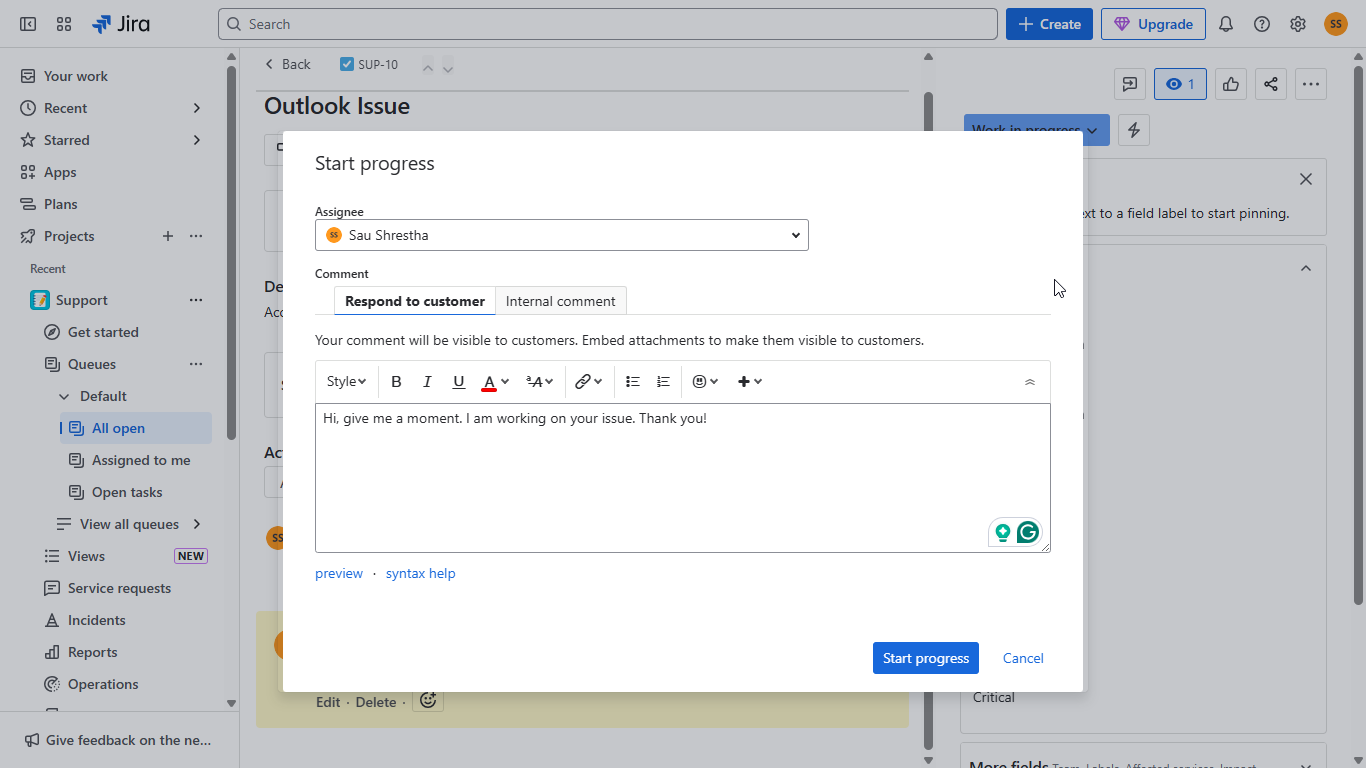 Jira
Search
Create
Upgrade
SS
Your work
Recent
Starred
Apps
Plans
Projects
Recent
Support
Get started
Queues
Default
All open
Assigned to me
Open tasks
View all queues
Views NEW
Service requests
Incidents
Reports
Operations
Give feedback on the ne...
Back
SUP-10
Outlook Issue
1
Work in progress
ext to a field label to start pinning.
Start progress
Assignee
SS Sau Shrestha
Comment
Respond to customer
Internal comment
Your comment will be visible to customers. Embed attachments to make them visible to customers.
Style B I U A ᵃA
Hi, give me a moment. I am working on your issue. Thank you!
preview · syntax help
Start progress
Cancel
Edit · Delete ·
Critical
More fields Team, Labels, Affected services, Impact